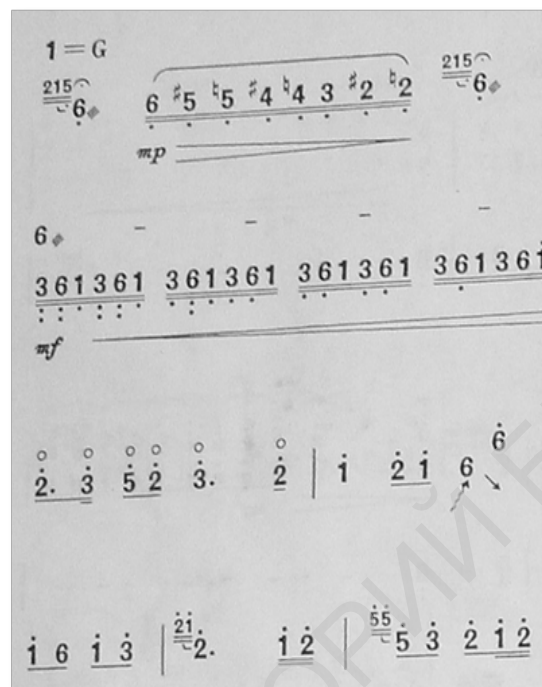 1 = G
215 6 6 #5 ♮5 #4 ♮4 3 #2 ♮2 215 6
mp
6 – – – –
361361 361361 361361 361361
mf
2. 3 5 2 3. 2 | 1 2 1 6 6
1 6 1 3 | 21 2. 1 2 | 55 5 3 2 1 2
ОРИЙ